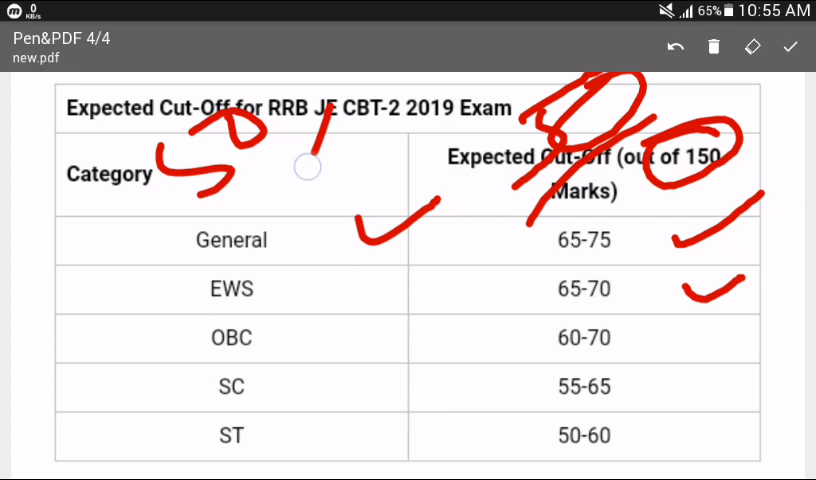 0
KB/s
65%
10:55 AM
Pen&PDF 4/4
new.pdf
Expected Cut-Off for RRB JE CBT-2 2019 Exam
Category
Expected Cut-Off (out of 150
Marks)
General
65-75
EWS
65-70
OBC
60-70
SC
55-65
ST
50-60